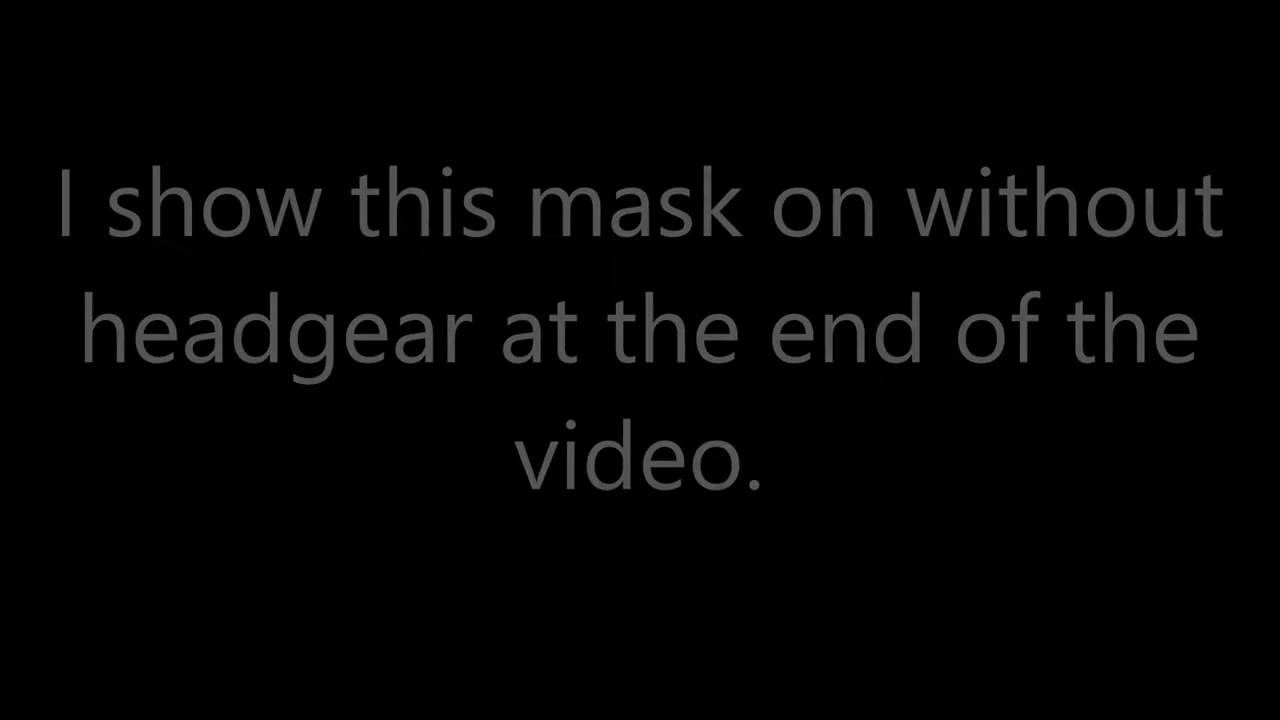 I show this mask on without
headgear at the end of the
video.